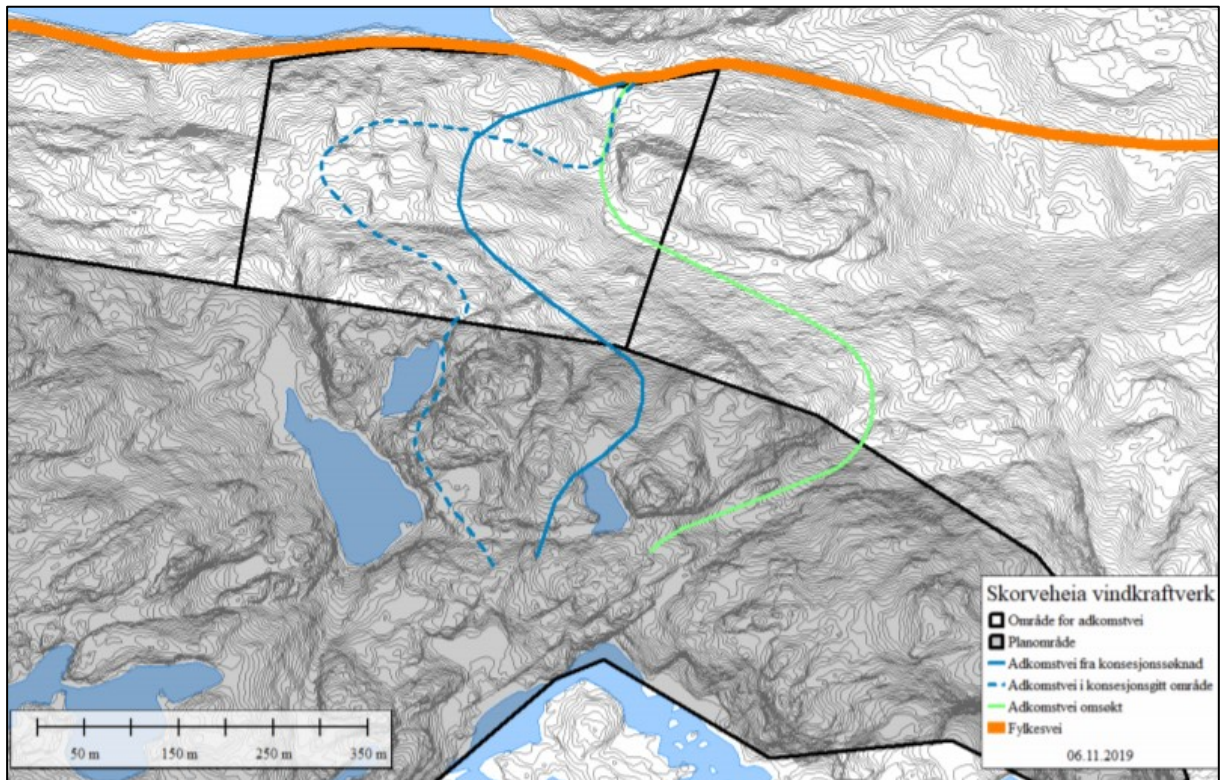 Skorveheia vindkraftverk
Område for adkomstvei
Planområde
Adkomstvei fra konsesjonssøknad
Adkomstvei i konsesjonsgitt område
Adkomstvei omsøkt
Fylkesvei
06.11.2019
50 m 150 m 250 m 350 m